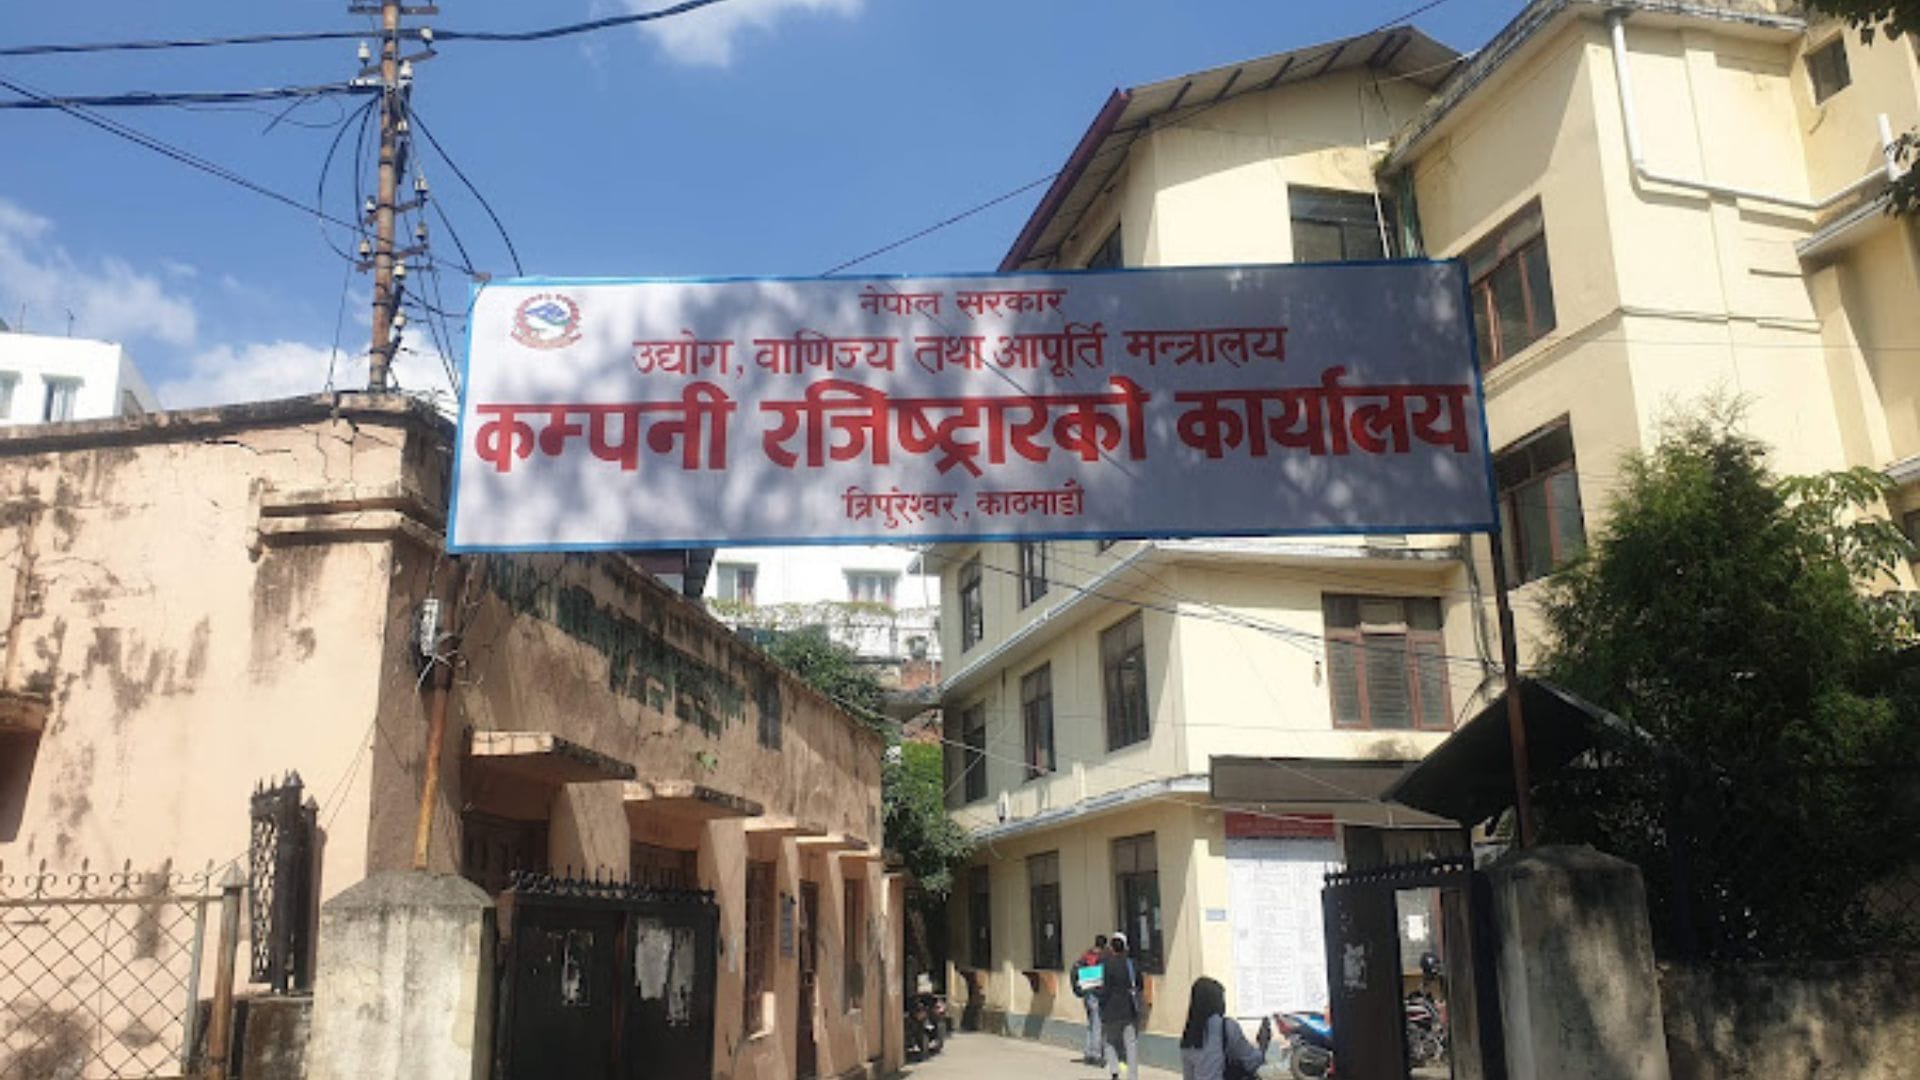 नेपाल सरकार
उद्योग, वाणिज्य तथा आपूर्ति मन्त्रालय
कम्पनी रजिष्ट्रारको कार्यालय
त्रिपुरेश्वर, काठमाडौं